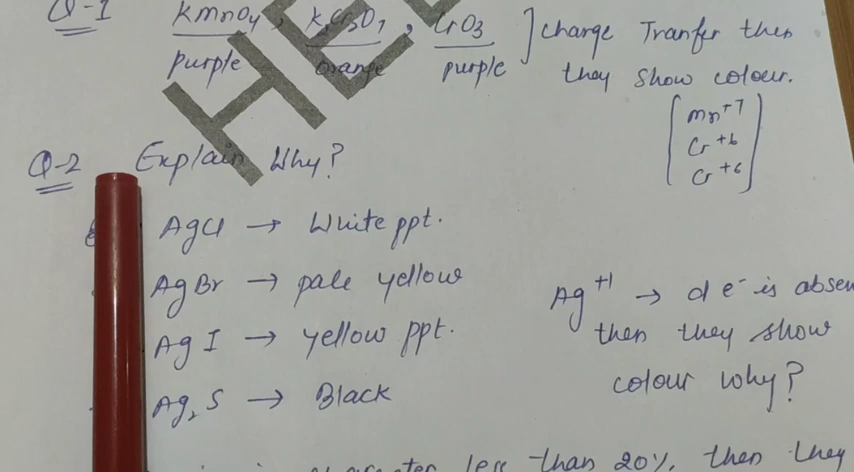 Q-1 KMnO4, K2Cr2O7, CrO3 ] Charge Tranfer then
purple orange purple they show colour.
HE
Mn+7
Cr+6
Cr+6
Q-2 Explain Why?
AgCl → White ppt.
AgBr → pale yellow
AgI → yellow ppt.
Ag2S → Black
Ag+1 → d e- is absen
then they show
colour why?
less than 20%, then they